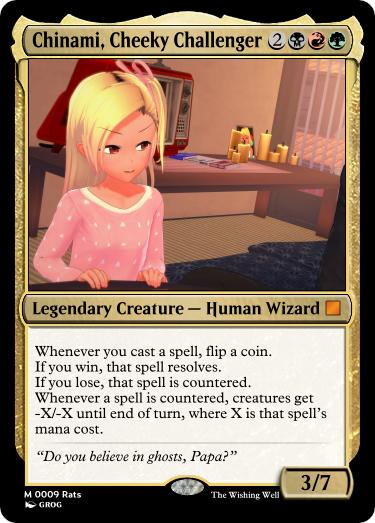 Chinami, Cheeky Challenger 2
Legendary Creature — Human Wizard
Whenever you cast a spell, flip a coin.
If you win, that spell resolves.
If you lose, that spell is countered.
Whenever a spell is countered, creatures get
-X/-X until end of turn, where X is that spell's
mana cost.
“Do you believe in ghosts, Papa?”
3/7
M 0009 Rats
GROG
The Wishing Well